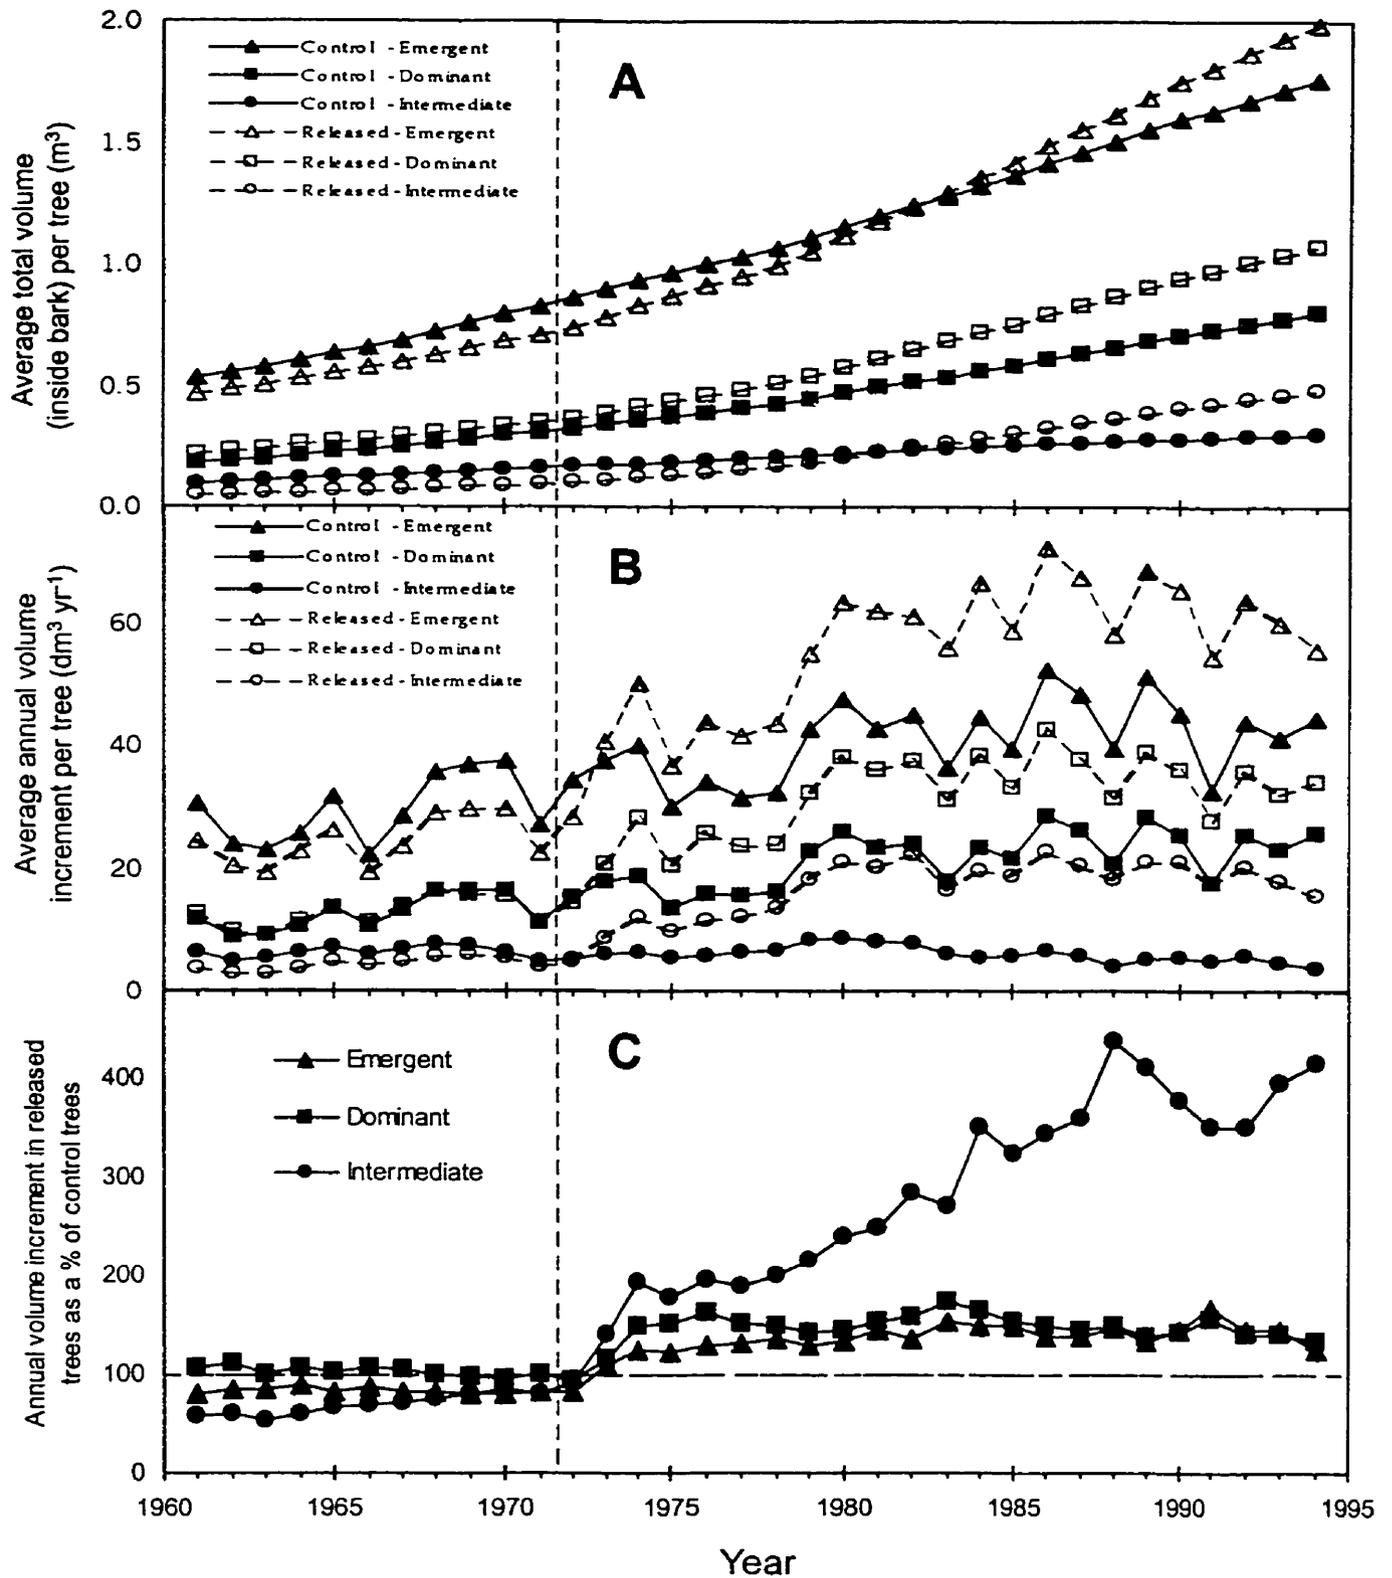 2.0
1.5
1.0
0.5
0.0
Average total volume
(inside bark) per tree (m³)
Control - Emergent
Control - Dominant
Control - Intermediate
Released - Emergent
Released - Dominant
Released - Intermediate
A
60
40
20
0
Average annual volume
increment per tree (dm³ yr⁻¹)
Control - Emergent
Control - Dominant
Control - Intermediate
Released - Emergent
Released - Dominant
Released - Intermediate
B
400
300
200
100
0
Annual volume increment in released
trees as a % of control trees
Emergent
Dominant
Intermediate
C
1960 1965 1970 1975 1980 1985 1990 1995
Year